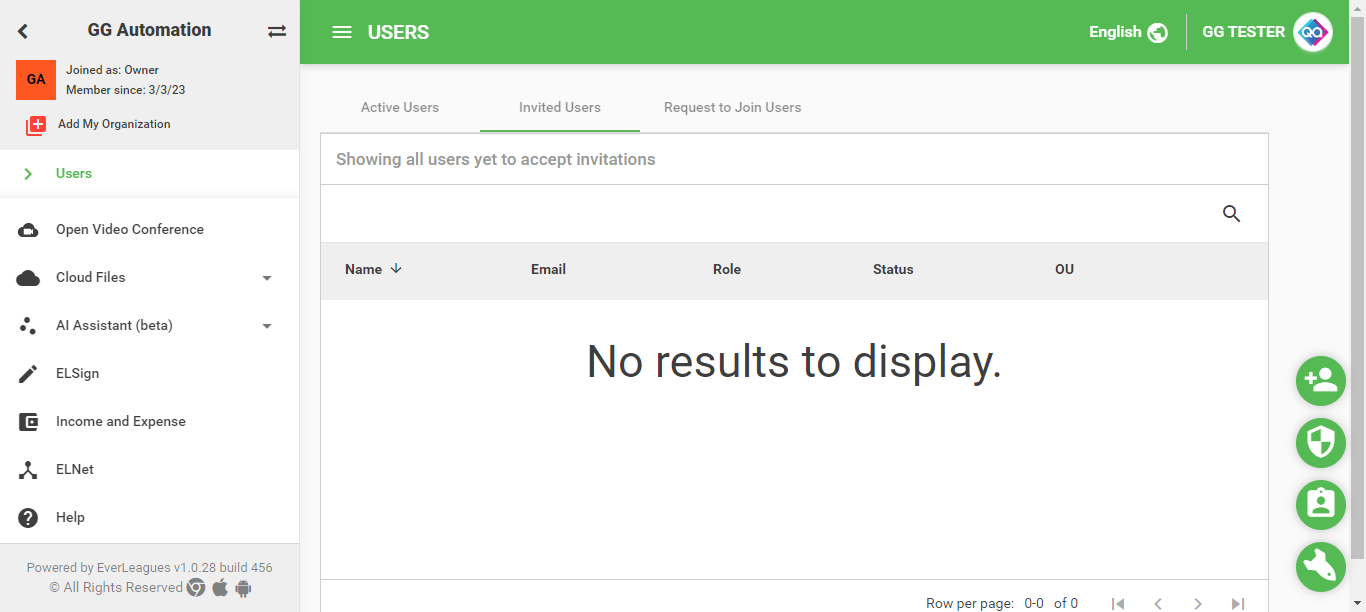 GG Automation
GA
Joined as: Owner
Member since: 3/3/23
Add My Organization
Users
Open Video Conference
Cloud Files
AI Assistant (beta)
ELSign
Income and Expense
ELNet
Help
Powered by EverLeagues v1.0.28 build 456
© All Rights Reserved
USERS
English
GG TESTER
QA
Active Users Invited Users Request to Join Users
Showing all users yet to accept invitations
Name Email Role Status OU
No results to display.
Row per page: 0-0 of 0